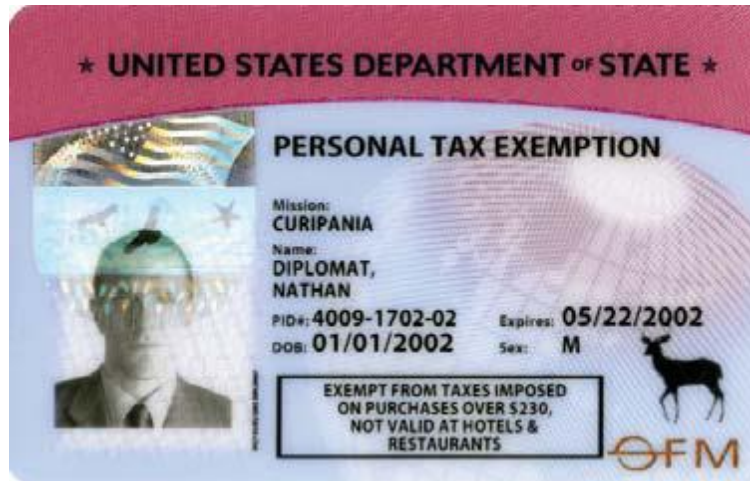 ★ UNITED STATES DEPARTMENT OF STATE ★
PERSONAL TAX EXEMPTION
Mission:
CURIPANIA
Name:
DIPLOMAT,
NATHAN
PID#: 4009-1702-02 Expires: 05/22/2002
DOB: 01/01/2002 Sex: M
EXEMPT FROM TAXES IMPOSED
ON PURCHASES OVER $230,
NOT VALID AT HOTELS &
RESTAURANTS
OFM